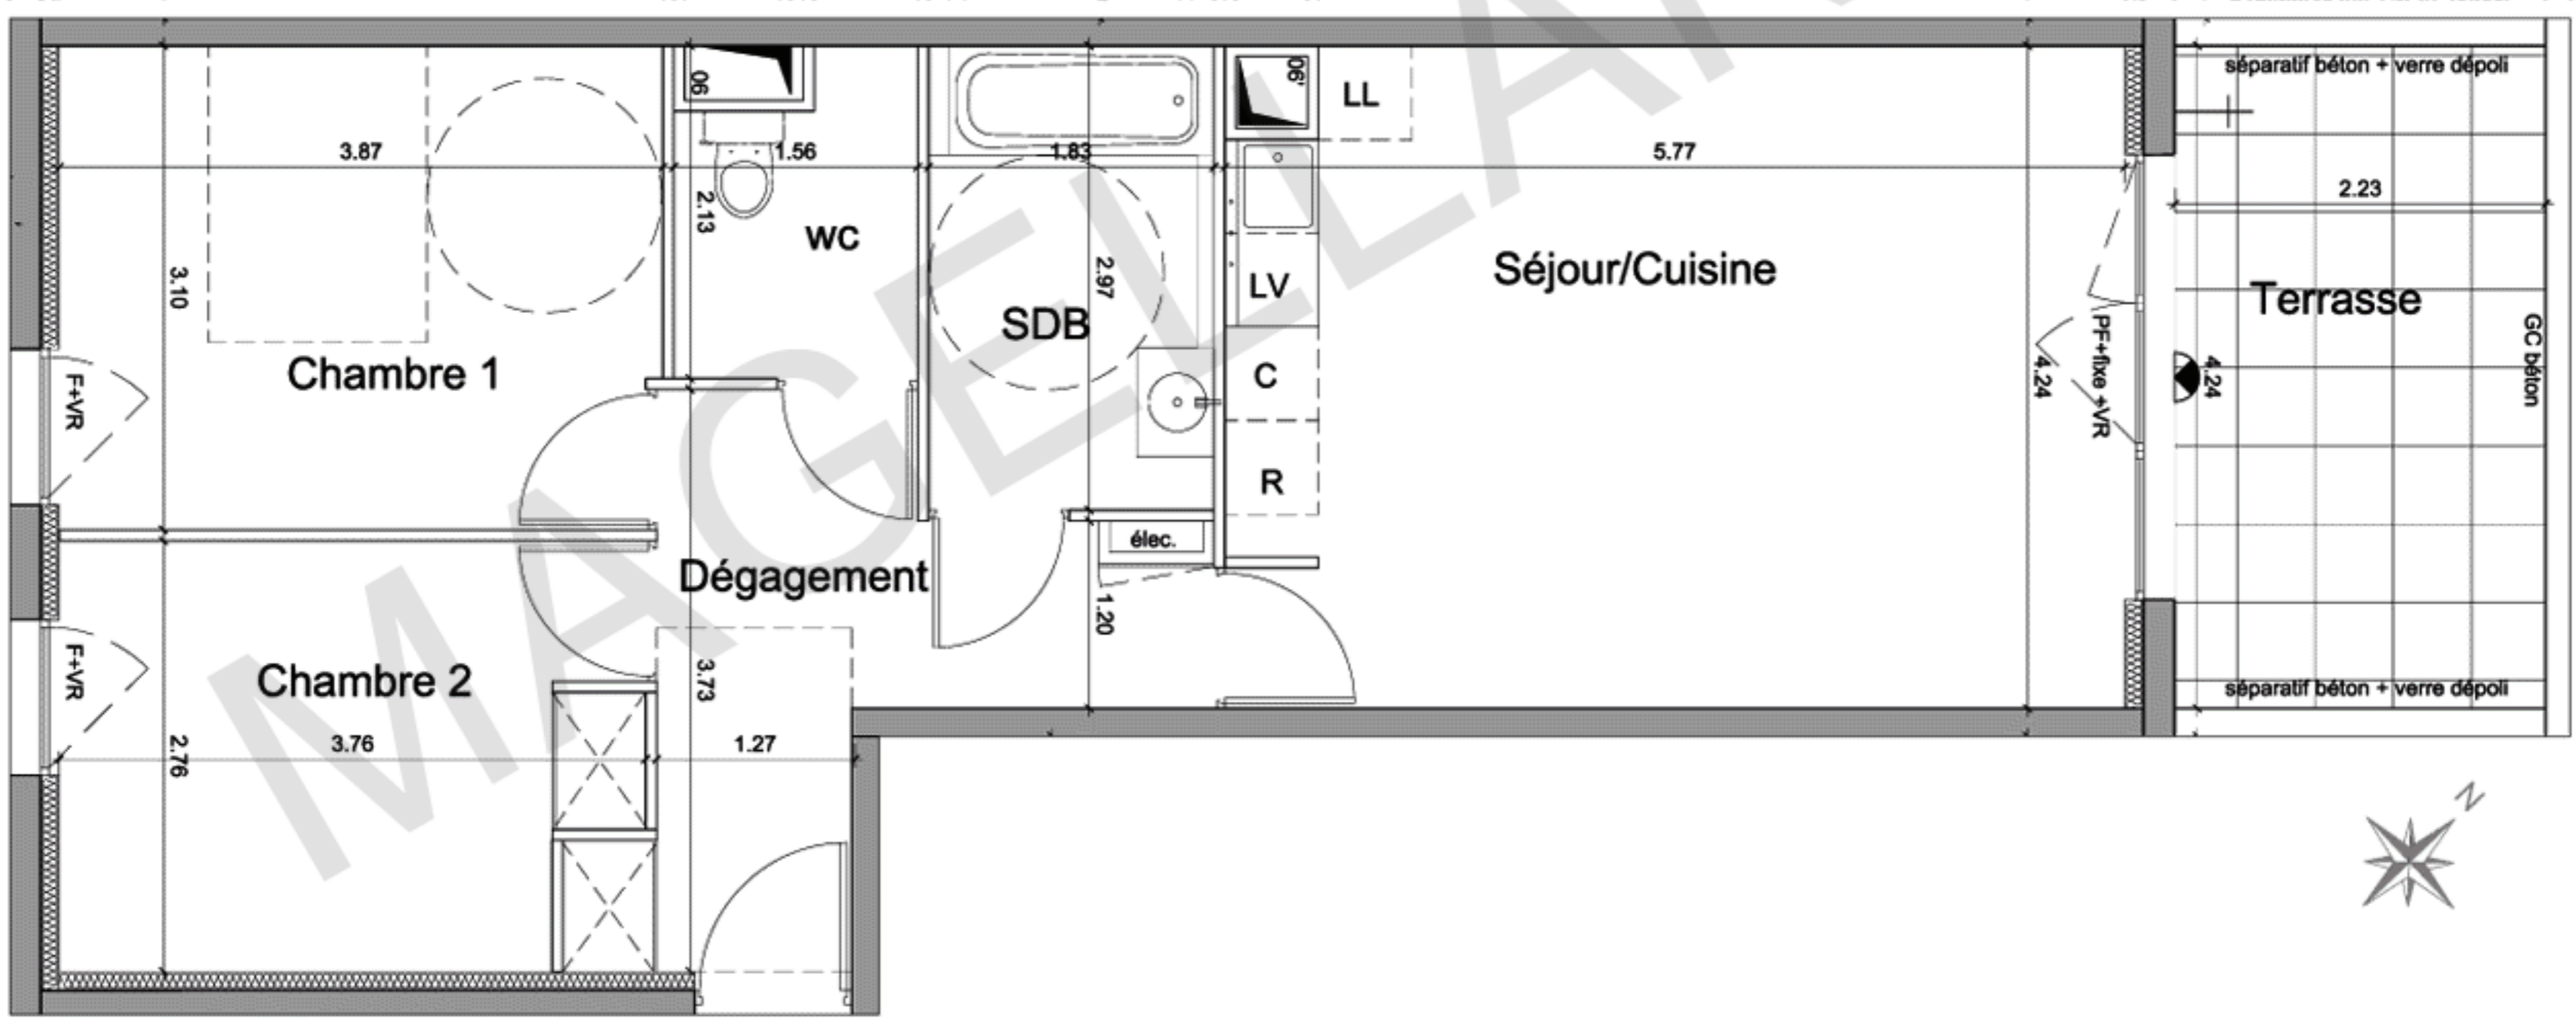 séparatif béton + verre dépoli
06
06'
LL
3.87
1.56
1.83
5.77
2.23
2.13
WC
3.10
2.97
Séjour/Cuisine
LV
Terrasse
SDB
Chambre 1
C
4.24
PF+fixe +VR
4.24
GC béton
F+VR
R
élec.
Dégagement
1.20
Chambre 2
F+VR
3.73
séparatif béton + verre dépoli
2.76
3.76
1.27
N
MAGELLAN